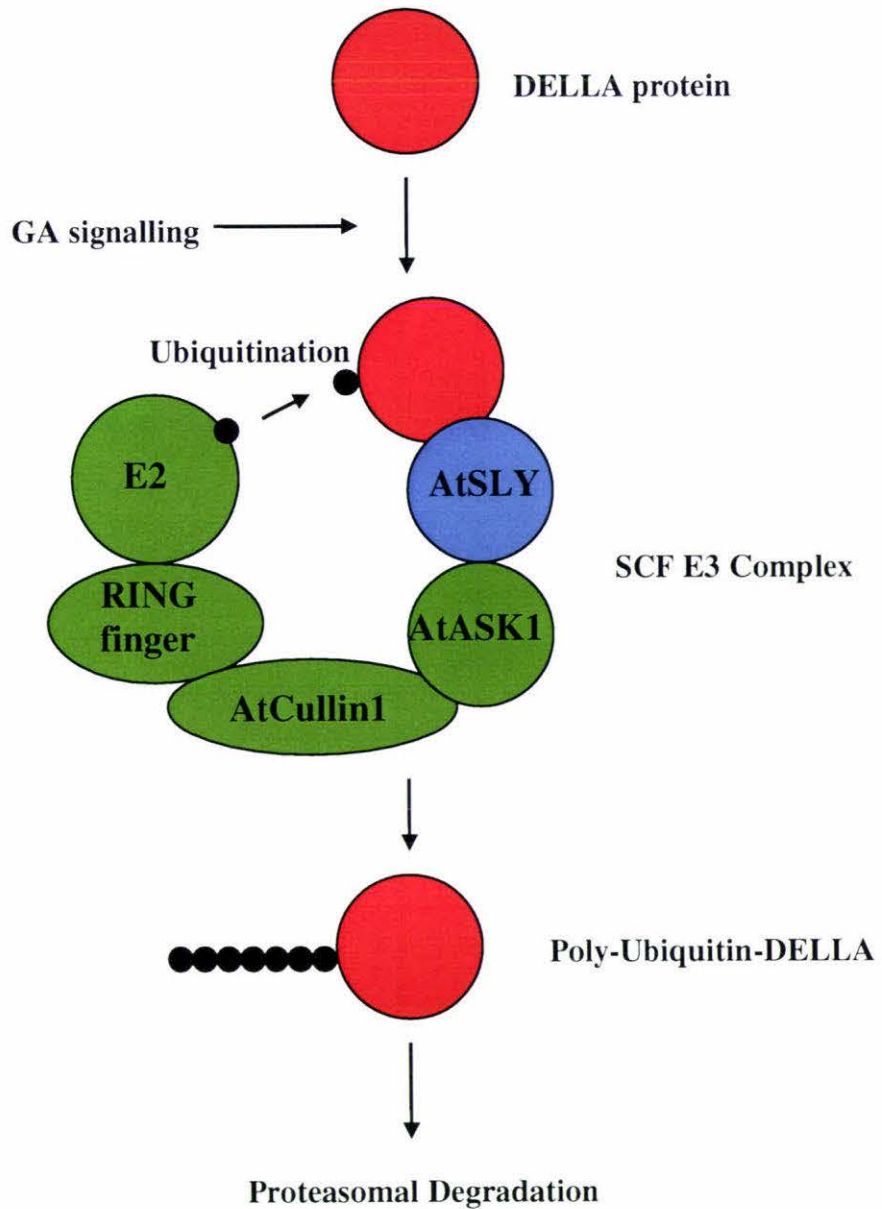 DELLA protein
GA signalling
Ubiquitination
E2
AtSLY
SCF E3 Complex
RING
finger
AtASK1
AtCullin1
Poly-Ubiquitin-DELLA
Proteasomal Degradation